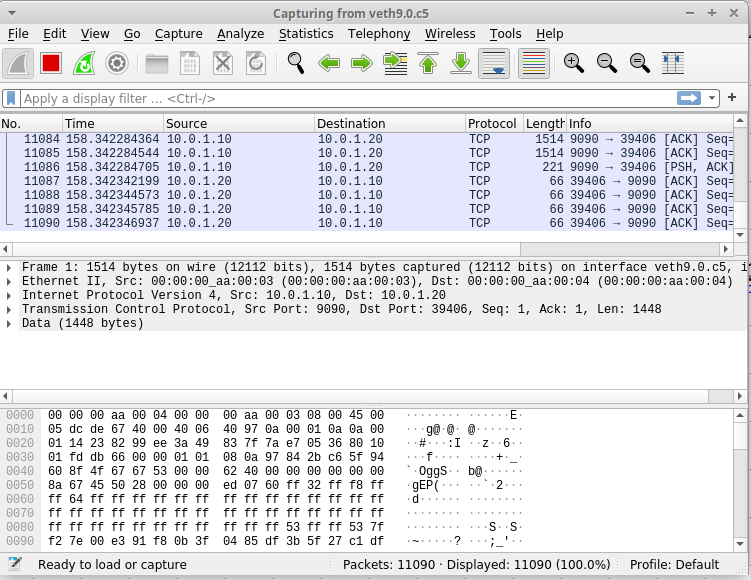 Capturing from veth9.0.c5
File Edit View Go Capture Analyze Statistics Telephony Wireless Tools Help
Apply a display filter ... <Ctrl-/>
No. Time Source Destination Protocol Length Info
11084 158.342284364 10.0.1.10 10.0.1.20 TCP 1514 9090 → 39406 [ACK] Seq=
11085 158.342284544 10.0.1.10 10.0.1.20 TCP 1514 9090 → 39406 [ACK] Seq=
11086 158.342284705 10.0.1.10 10.0.1.20 TCP 221 9090 → 39406 [PSH, ACK]
11087 158.342342199 10.0.1.20 10.0.1.10 TCP 66 39406 → 9090 [ACK] Seq=
11088 158.342344573 10.0.1.20 10.0.1.10 TCP 66 39406 → 9090 [ACK] Seq=
11089 158.342345785 10.0.1.20 10.0.1.10 TCP 66 39406 → 9090 [ACK] Seq=
11090 158.342346937 10.0.1.20 10.0.1.10 TCP 66 39406 → 9090 [ACK] Seq=
Frame 1: 1514 bytes on wire (12112 bits), 1514 bytes captured (12112 bits) on interface veth9.0.c5, i
Ethernet II, Src: 00:00:00_aa:00:03 (00:00:00:aa:00:03), Dst: 00:00:00_aa:00:04 (00:00:00:aa:00:04)
Internet Protocol Version 4, Src: 10.0.1.10, Dst: 10.0.1.20
Transmission Control Protocol, Src Port: 9090, Dst Port: 39406, Seq: 1, Ack: 1, Len: 1448
Data (1448 bytes)
0000 00 00 00 aa 00 04 00 00 00 aa 00 03 08 00 45 00 ········ ······E·
0010 05 dc de 67 40 00 40 06 40 97 0a 00 01 0a 0a 00 ···g@·@· @·······
0020 01 14 23 82 99 ee 3a 49 83 7f 7a e7 05 36 80 10 ··#···:I ··z··6··
0030 01 fd db 66 00 00 01 01 08 0a 97 84 2b c6 5f 94 ···f···· ····+·_·
0040 60 8f 4f 67 67 53 00 00 62 40 00 00 00 00 00 00 `·OggS·· b@······
0050 8a 67 45 50 28 00 00 00 ed 07 60 ff 32 ff f8 ff ·gEP(··· ··`·2···
0060 ff 64 ff ff ff ff ff ff ff ff ff ff ff ff ff ff ·d······ ········
0070 ff ff ff ff ff ff ff ff ff ff ff ff ff ff ff ff ········ ········
0080 ff ff ff ff ff ff ff ff ff ff ff 53 ff ff 53 7f ········ ···S··S·
0090 f2 7e 00 e3 91 f8 0b 3f 04 85 df 3b 5f 27 c1 df ·~·····? ···;_'··
Ready to load or capture Packets: 11090 · Displayed: 11090 (100.0%) Profile: Default